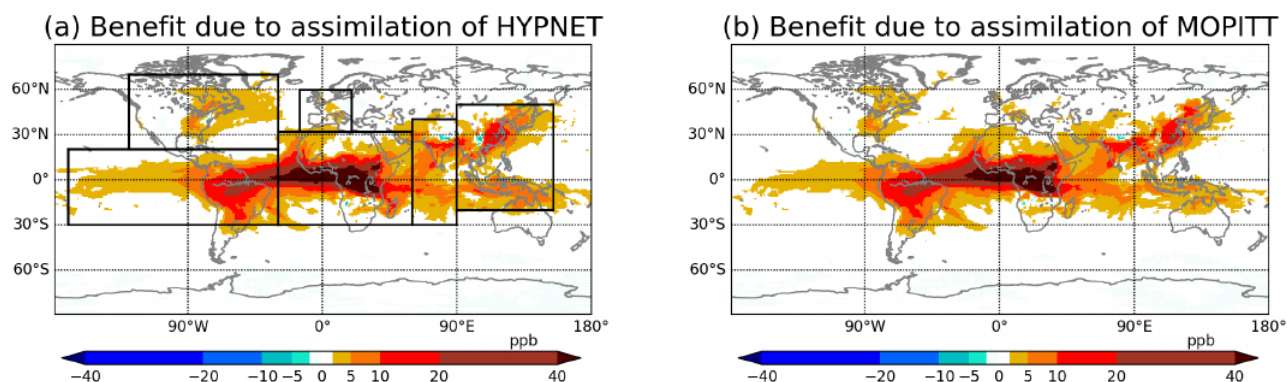 (a) Benefit due to assimilation of HYPNET
(b) Benefit due to assimilation of MOPITT
60°N
30°N
0°
30°S
60°S
90°W 0° 90°E 180°
ppb
−40 −20 −10 −5 0 5 10 20 40
60°N
30°N
0°
30°S
60°S
90°W 0° 90°E 180°
ppb
−40 −20 −10 −5 0 5 10 20 40